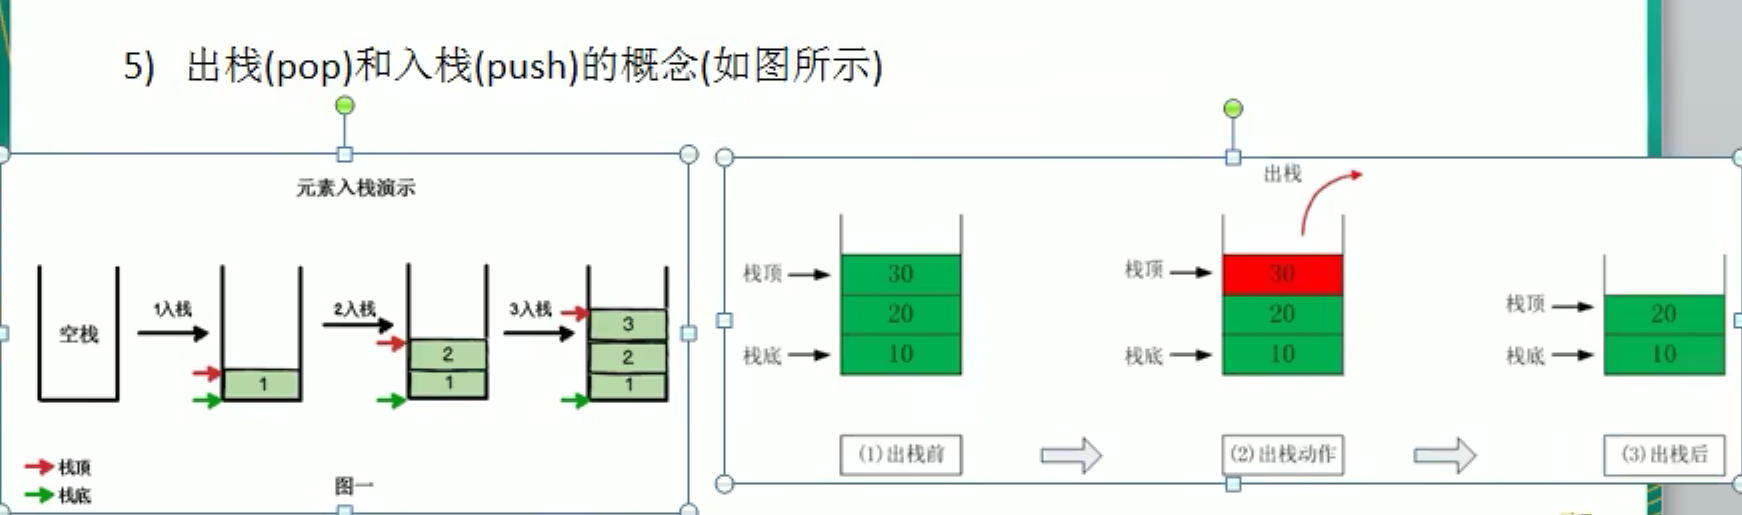 5) 出栈(pop)和入栈(push)的概念(如图所示)
元素入栈演示
空栈
1入栈
1
2入栈
2
1
3入栈
3
2
1
栈顶
栈底
图一
出栈
栈顶
30
20
栈底
10
(1)出栈前
栈顶
30
20
栈底
10
(2)出栈动作
栈顶
20
栈底
10
(3)出栈后